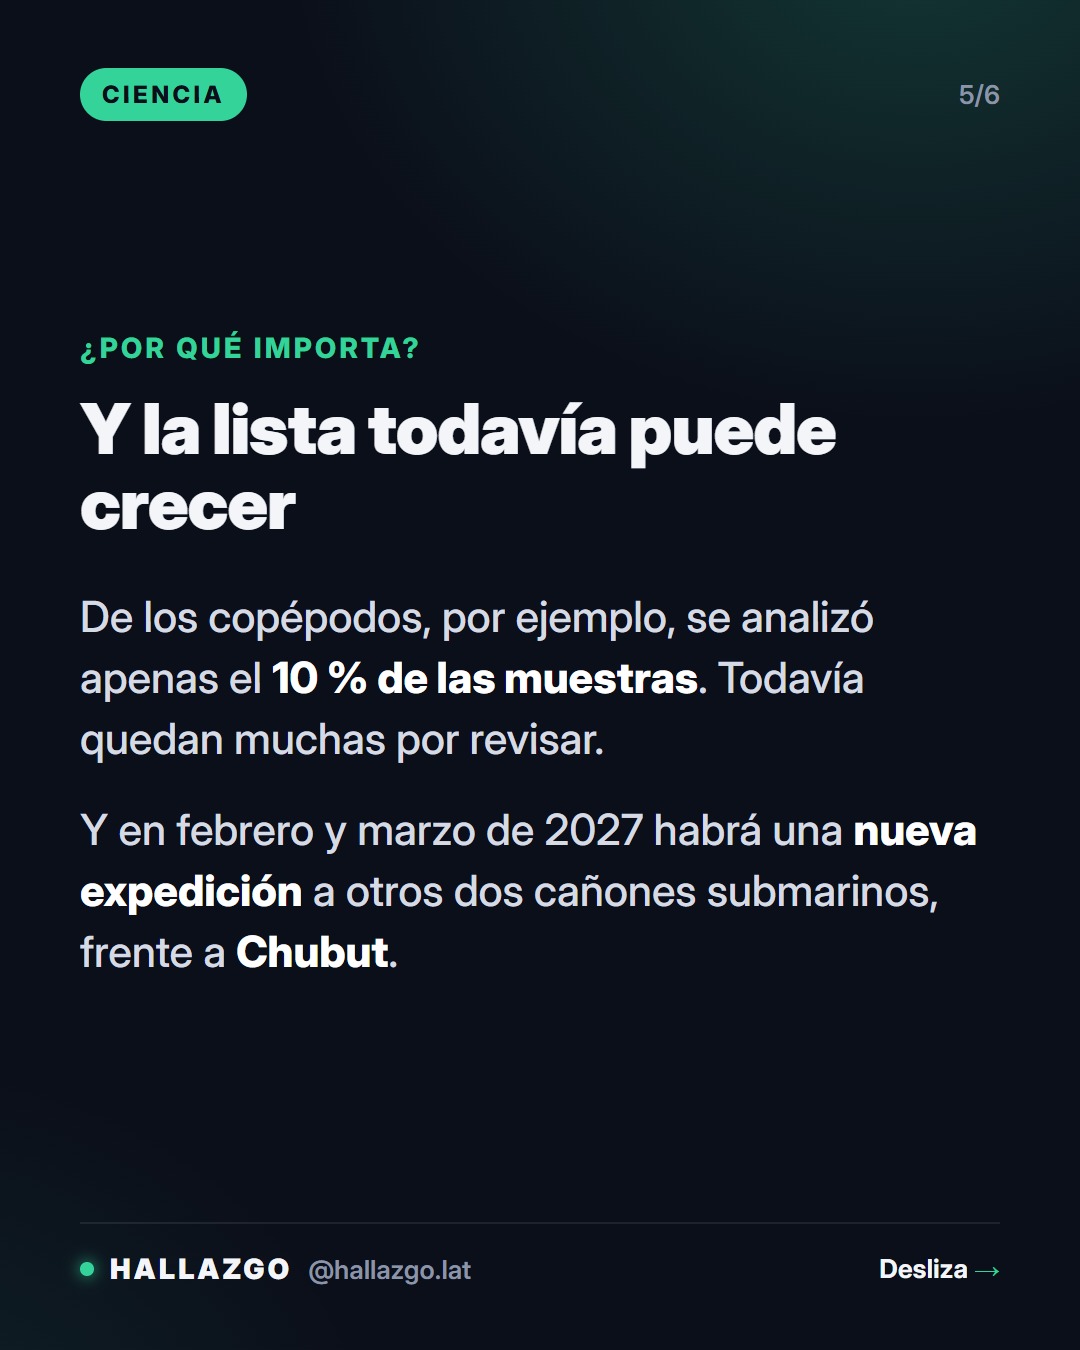 CIENCIA
5/6
¿POR QUÉ IMPORTA?
Y la lista todavía puede
crecer
De los copépodos, por ejemplo, se analizó
apenas el 10 % de las muestras. Todavía
quedan muchas por revisar.
Y en febrero y marzo de 2027 habrá una nueva
expedición a otros dos cañones submarinos,
frente a Chubut.
HALLAZGO @hallazgo.lat
Desliza →